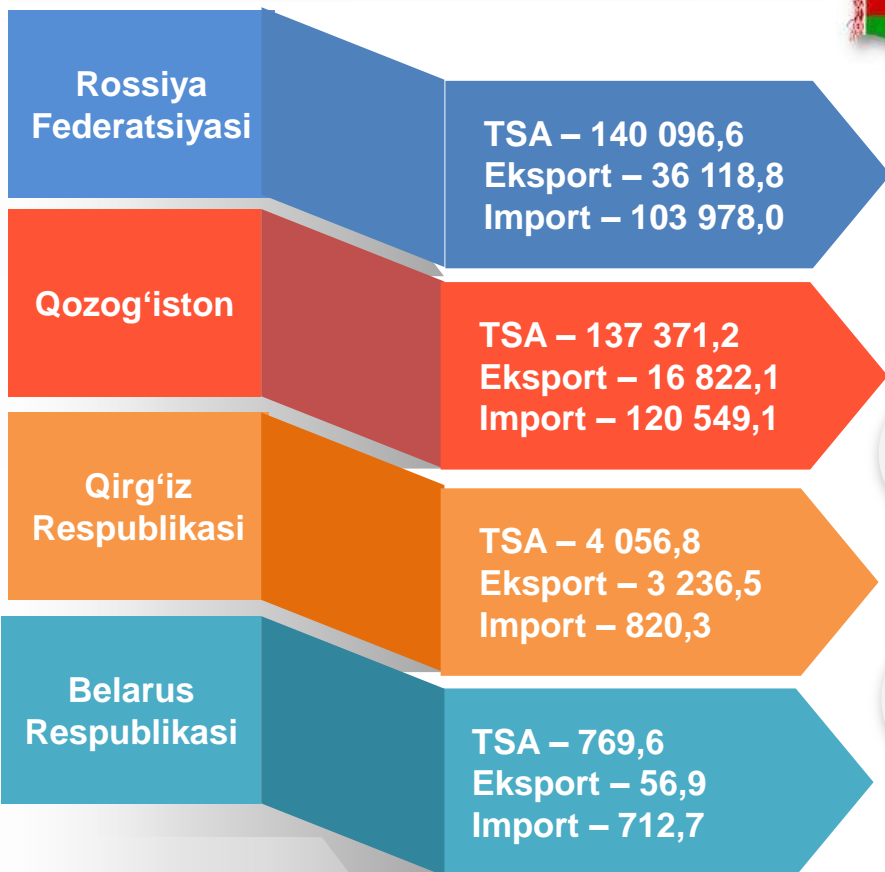 Rossiya
Federatsiyasi
TSA – 140 096,6
Eksport – 36 118,8
Import – 103 978,0
Qozog‘iston
TSA – 137 371,2
Eksport – 16 822,1
Import – 120 549,1
Qirg‘iz
Respublikasi
TSA – 4 056,8
Eksport – 3 236,5
Import – 820,3
Belarus
Respublikasi
TSA – 769,6
Eksport – 56,9
Import – 712,7